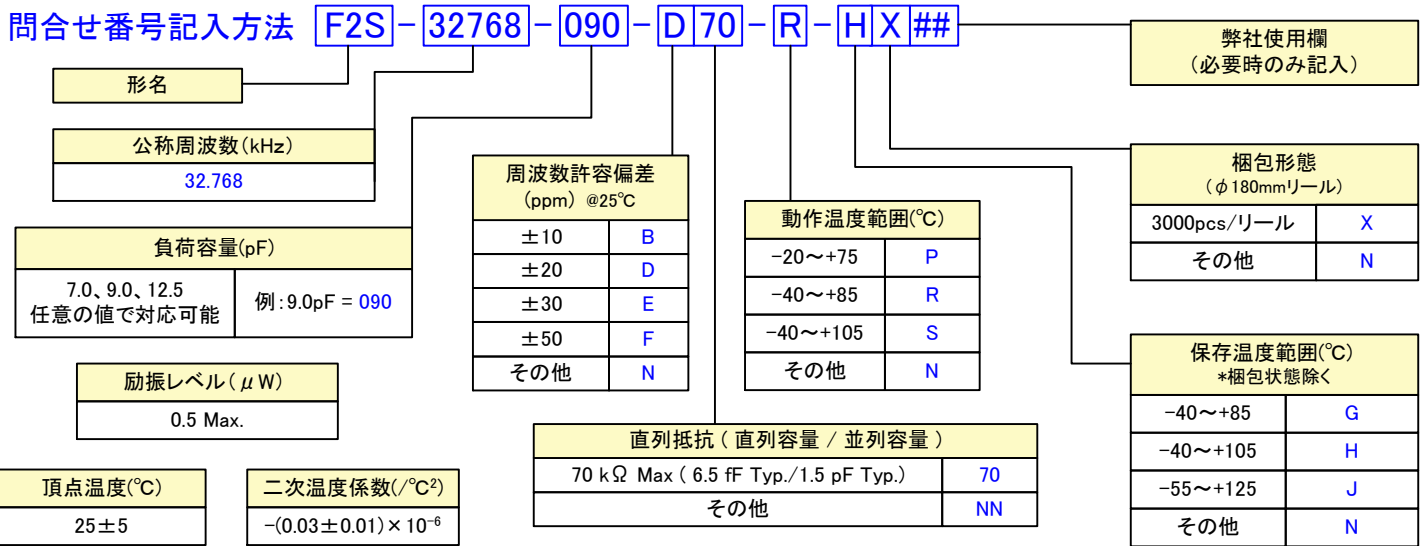 問合せ番号記入方法 F2S-32768-090-D70-R-HX##
弊社使用欄
(必要時のみ記入)
形名
公称周波数(kHz)
32.768
負荷容量(pF)
7.0、9.0、12.5
任意の値で対応可能
例:9.0pF = 090
励振レベル(μW)
0.5 Max.
頂点温度(℃)
25±5
二次温度係数(/℃²)
-(0.03±0.01)×10⁻⁶
周波数許容偏差
(ppm) @25℃
±10 B
±20 D
±30 E
±50 F
その他 N
直列抵抗(直列容量 / 並列容量)
70 kΩ Max ( 6.5 fF Typ./1.5 pF Typ.) 70
その他 NN
動作温度範囲(℃)
-20～+75 P
-40～+85 R
-40～+105 S
その他 N
梱包形態
(φ180mmリール)
3000pcs/リール X
その他 N
保存温度範囲(℃)
*梱包状態除く
-40～+85 G
-40～+105 H
-55～+125 J
その他 N